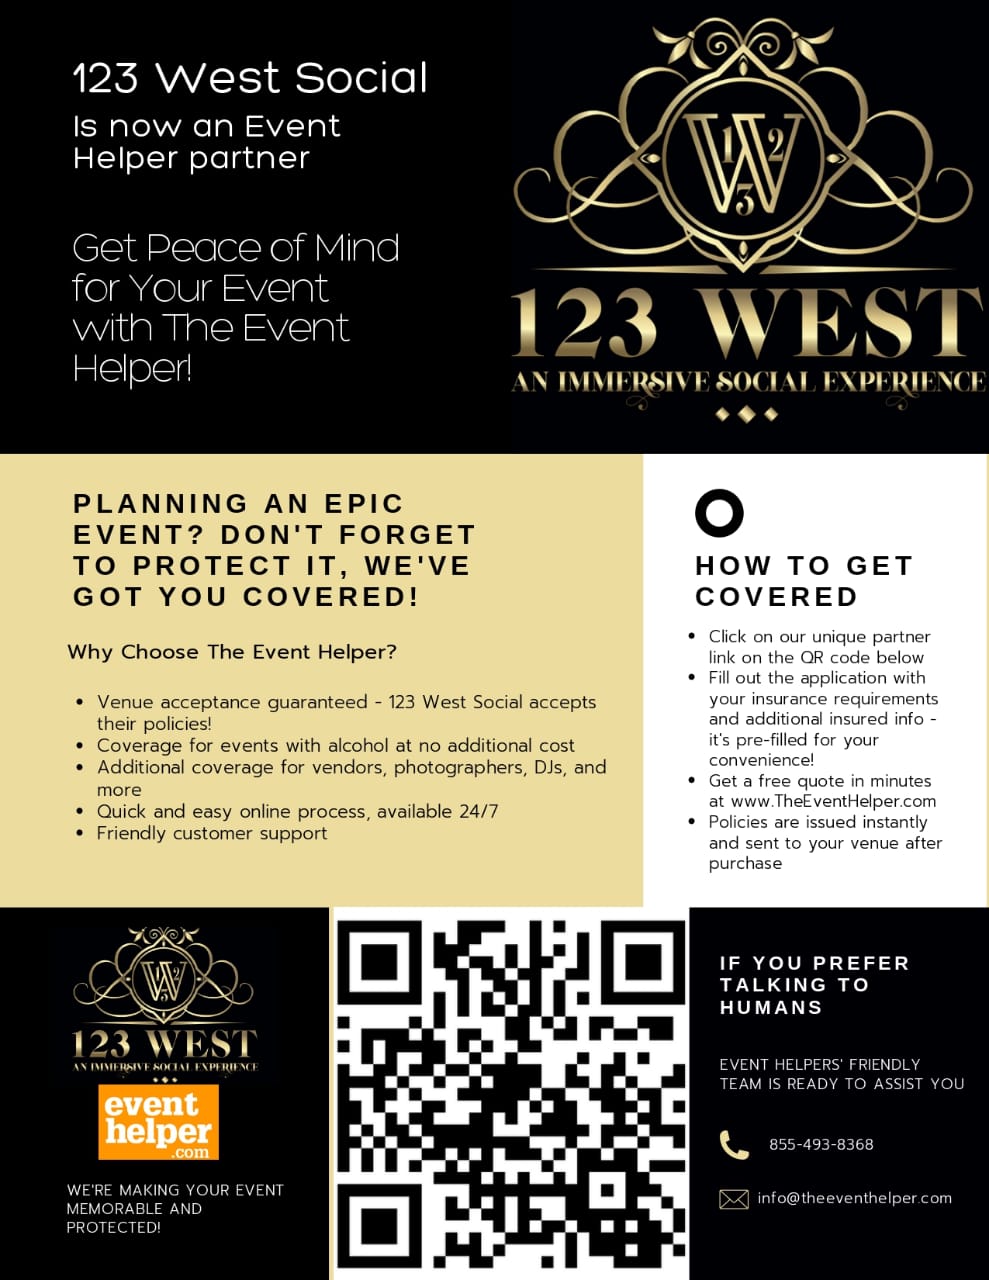 123 West Social
Is now an Event
Helper partner
Get Peace of Mind
for Your Event
with The Event
Helper!
W
1 2
3
123 WEST
AN IMMERSIVE SOCIAL EXPERIENCE
PLANNING AN EPIC
EVENT? DON'T FORGET
TO PROTECT IT, WE'VE
GOT YOU COVERED!
Why Choose The Event Helper?
• Venue acceptance guaranteed - 123 West Social accepts
their policies!
• Coverage for events with alcohol at no additional cost
• Additional coverage for vendors, photographers, DJs, and
more
• Quick and easy online process, available 24/7
• Friendly customer support
HOW TO GET
COVERED
• Click on our unique partner
link on the QR code below
• Fill out the application with
your insurance requirements
and additional insured info -
it's pre-filled for your
convenience!
• Get a free quote in minutes
at www.TheEventHelper.com
• Policies are issued instantly
and sent to your venue after
purchase
W
1 2
3
123 WEST
AN IMMERSIVE SOCIAL EXPERIENCE
event
helper
.com
WE'RE MAKING YOUR EVENT
MEMORABLE AND
PROTECTED!
IF YOU PREFER
TALKING TO
HUMANS
EVENT HELPERS' FRIENDLY
TEAM IS READY TO ASSIST YOU
855-493-8368
info@theeventhelper.com